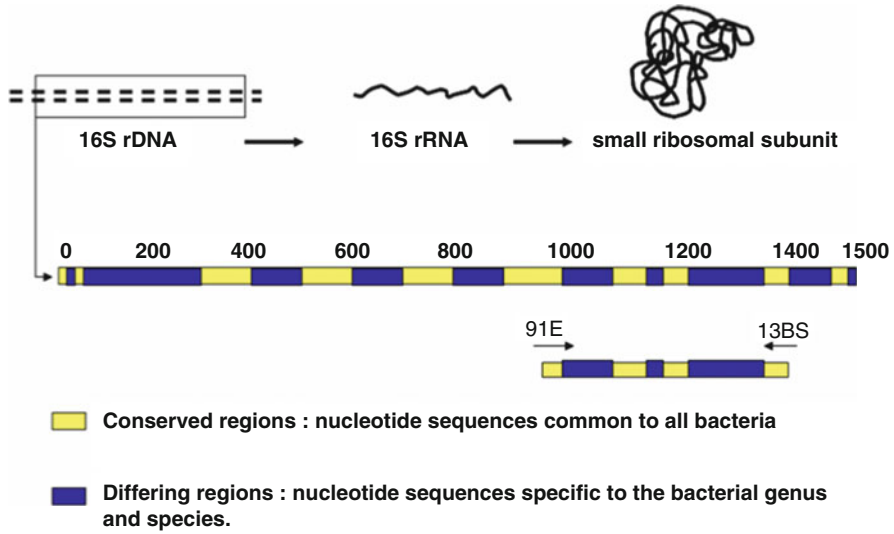 16S rDNA 16S rRNA small ribosomal subunit
0 200 400 600 800 1000 1200 1400 1500
91E 13BS
Conserved regions : nucleotide sequences common to all bacteria
Differing regions : nucleotide sequences specific to the bacterial genus
and species.